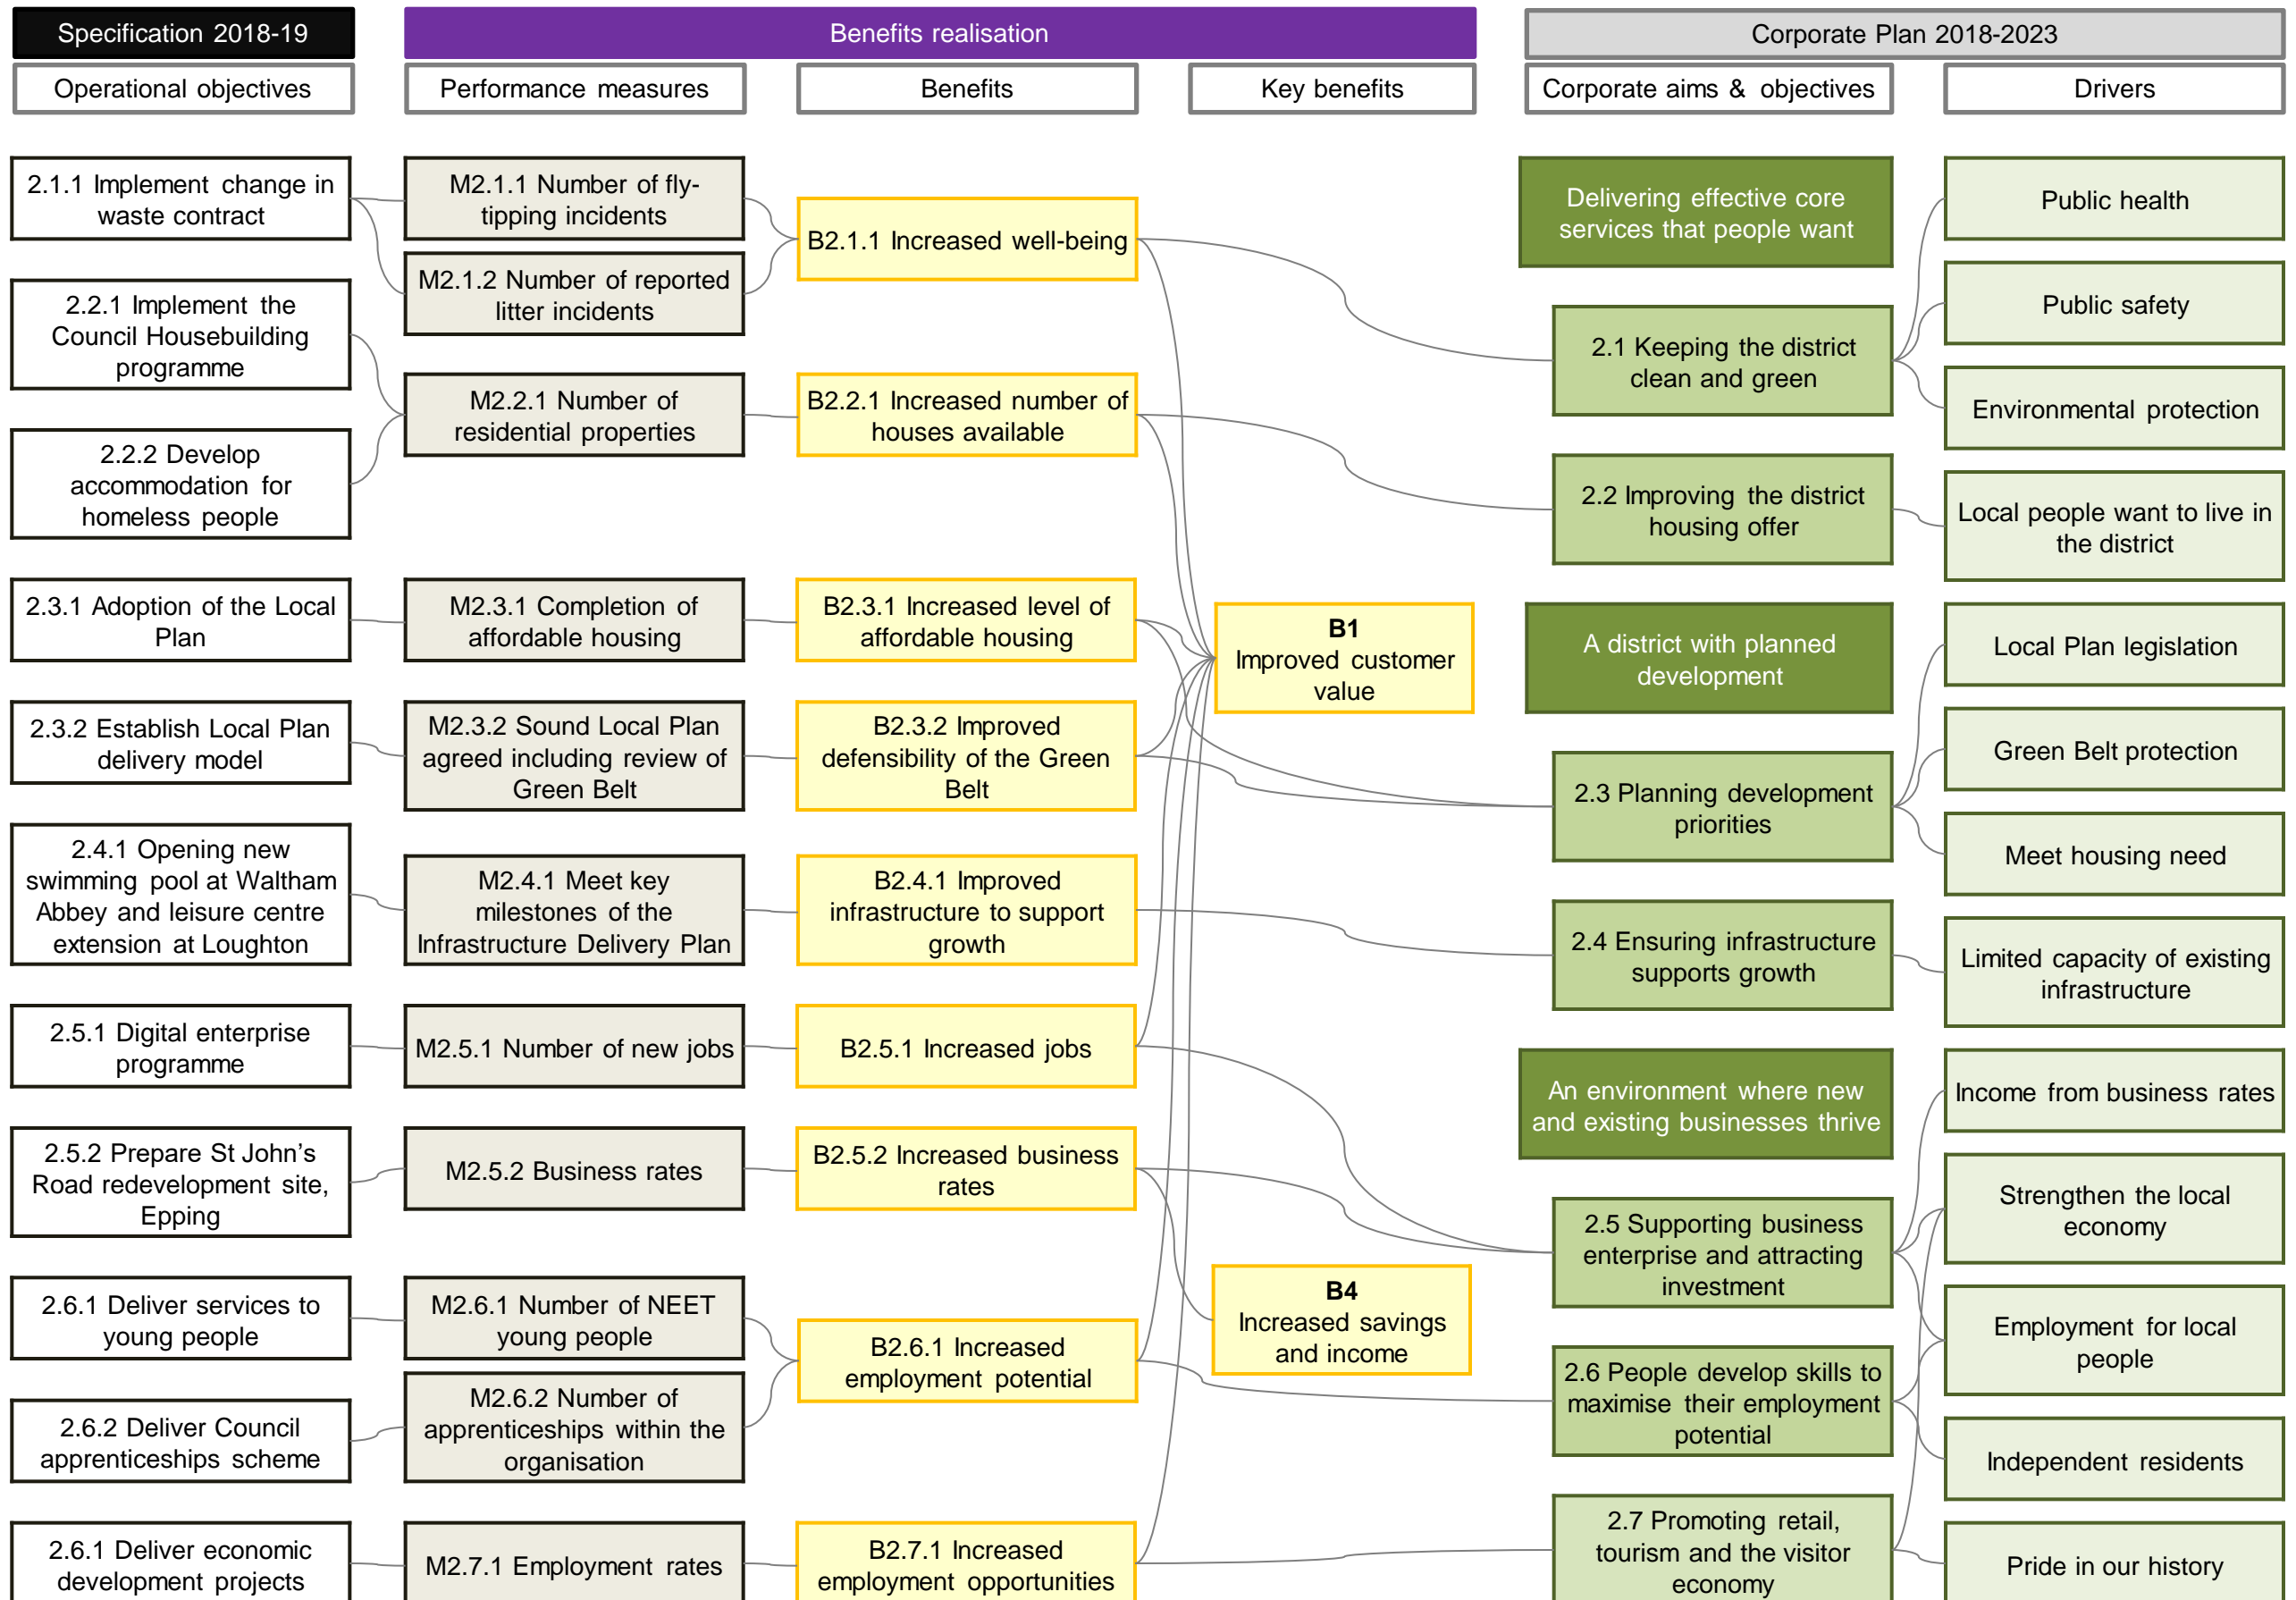 Specification 2018-19
Benefits realisation
Corporate Plan 2018-2023
Operational objectives
Performance measures
Benefits
Key benefits
Corporate aims & objectives
Drivers
2.1.1 Implement change in
waste contract
2.2.1 Implement the
Council Housebuilding
programme
2.2.2 Develop
accommodation for
homeless people
2.3.1 Adoption of the Local
Plan
2.3.2 Establish Local Plan
delivery model
2.4.1 Opening new
swimming pool at Waltham
Abbey and leisure centre
extension at Loughton
2.5.1 Digital enterprise
programme
2.5.2 Prepare St John’s
Road redevelopment site,
Epping
2.6.1 Deliver services to
young people
2.6.2 Deliver Council
apprenticeships scheme
2.6.1 Deliver economic
development projects
M2.1.1 Number of fly-
tipping incidents
M2.1.2 Number of reported
litter incidents
M2.2.1 Number of
residential properties
M2.3.1 Completion of
affordable housing
M2.3.2 Sound Local Plan
agreed including review of
Green Belt
M2.4.1 Meet key
milestones of the
Infrastructure Delivery Plan
M2.5.1 Number of new jobs
M2.5.2 Business rates
M2.6.1 Number of NEET
young people
M2.6.2 Number of
apprenticeships within the
organisation
M2.7.1 Employment rates
B2.1.1 Increased well-being
B2.2.1 Increased number of
houses available
B2.3.1 Increased level of
affordable housing
B2.3.2 Improved
defensibility of the Green
Belt
B2.4.1 Improved
infrastructure to support
growth
B2.5.1 Increased jobs
B2.5.2 Increased business
rates
B2.6.1 Increased
employment potential
B2.7.1 Increased
employment opportunities
B1
Improved customer
value
B4
Increased savings
and income
Delivering effective core
services that people want
2.1 Keeping the district
clean and green
2.2 Improving the district
housing offer
A district with planned
development
2.3 Planning development
priorities
2.4 Ensuring infrastructure
supports growth
An environment where new
and existing businesses thrive
2.5 Supporting business
enterprise and attracting
investment
2.6 People develop skills to
maximise their employment
potential
2.7 Promoting retail,
tourism and the visitor
economy
Public health
Public safety
Environmental protection
Local people want to live in
the district
Local Plan legislation
Green Belt protection
Meet housing need
Limited capacity of existing
infrastructure
Income from business rates
Strengthen the local
economy
Employment for local
people
Independent residents
Pride in our history